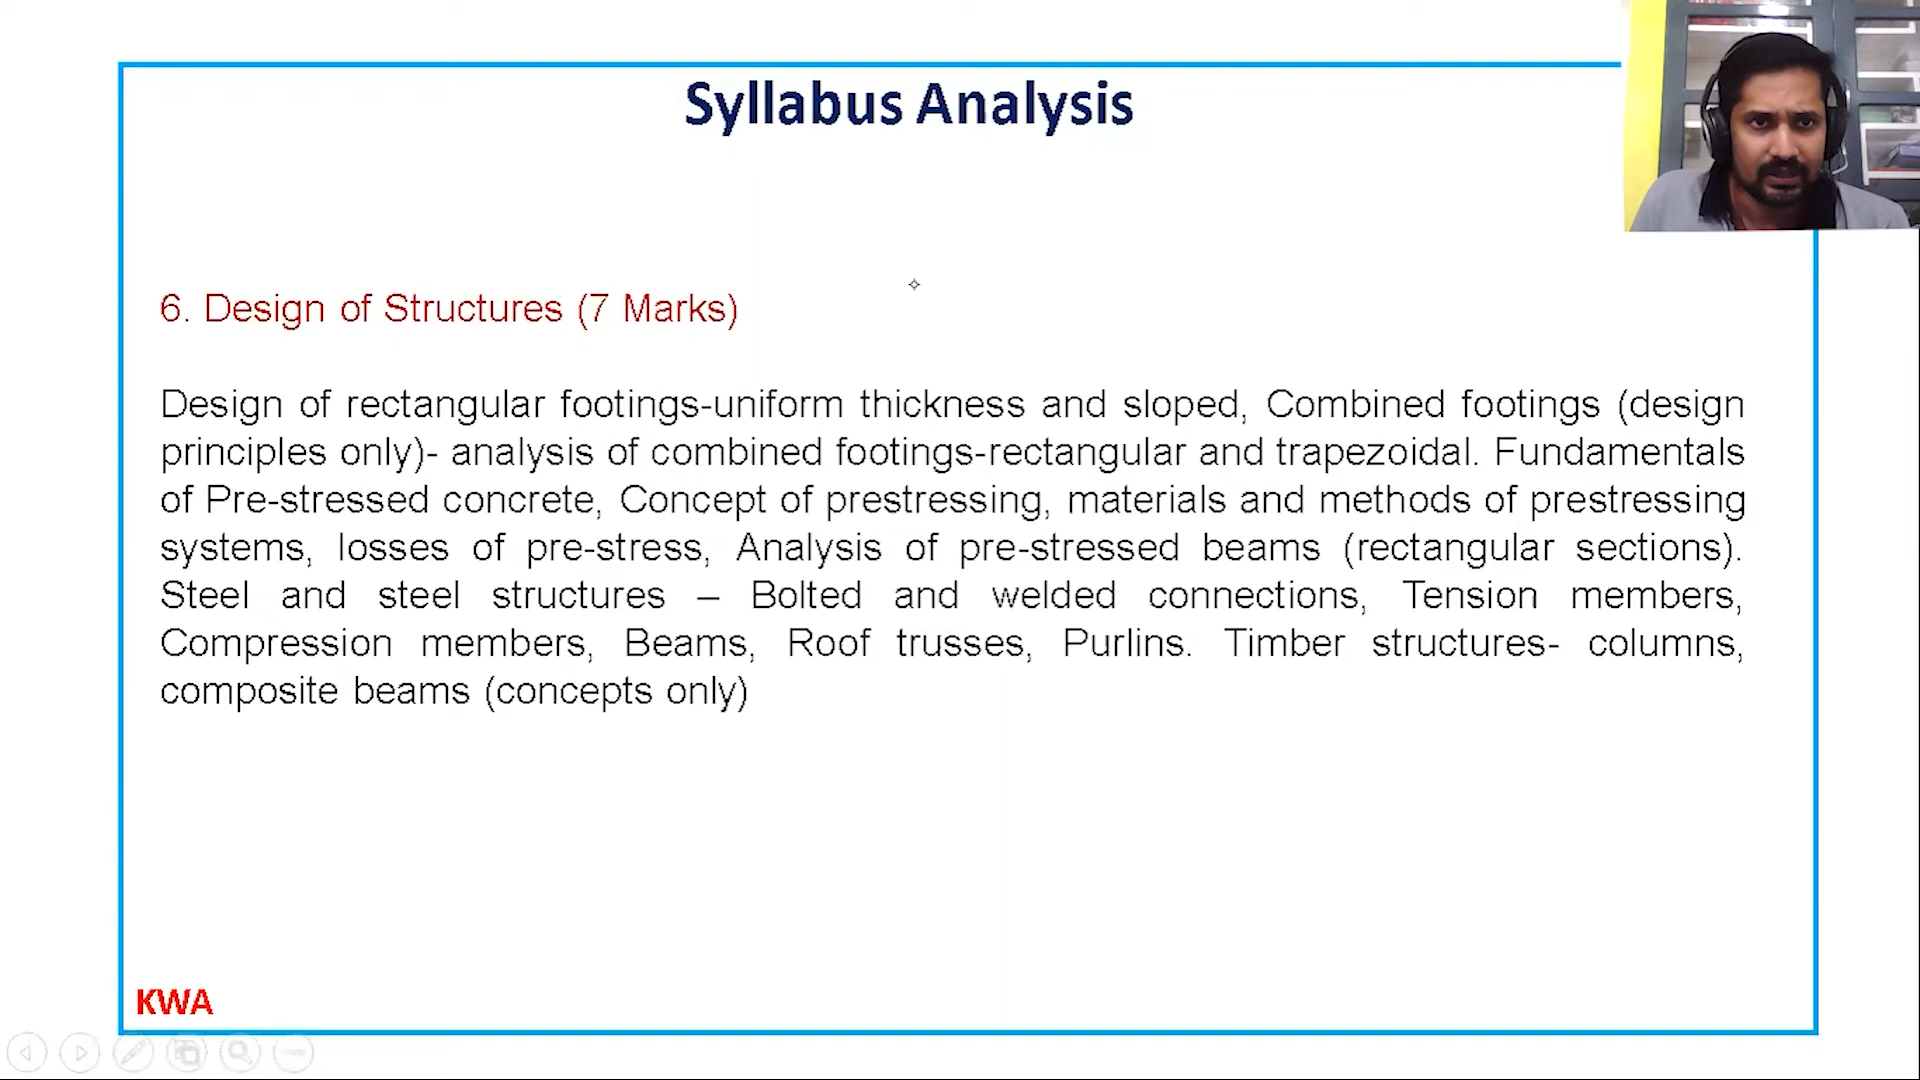 Syllabus Analysis
6. Design of Structures (7 Marks)
Design of rectangular footings-uniform thickness and sloped, Combined footings (design
principles only)- analysis of combined footings-rectangular and trapezoidal. Fundamentals
of Pre-stressed concrete, Concept of prestressing, materials and methods of prestressing
systems, losses of pre-stress, Analysis of pre-stressed beams (rectangular sections).
Steel and steel structures – Bolted and welded connections, Tension members,
Compression members, Beams, Roof trusses, Purlins. Timber structures- columns,
composite beams (concepts only)
KWA